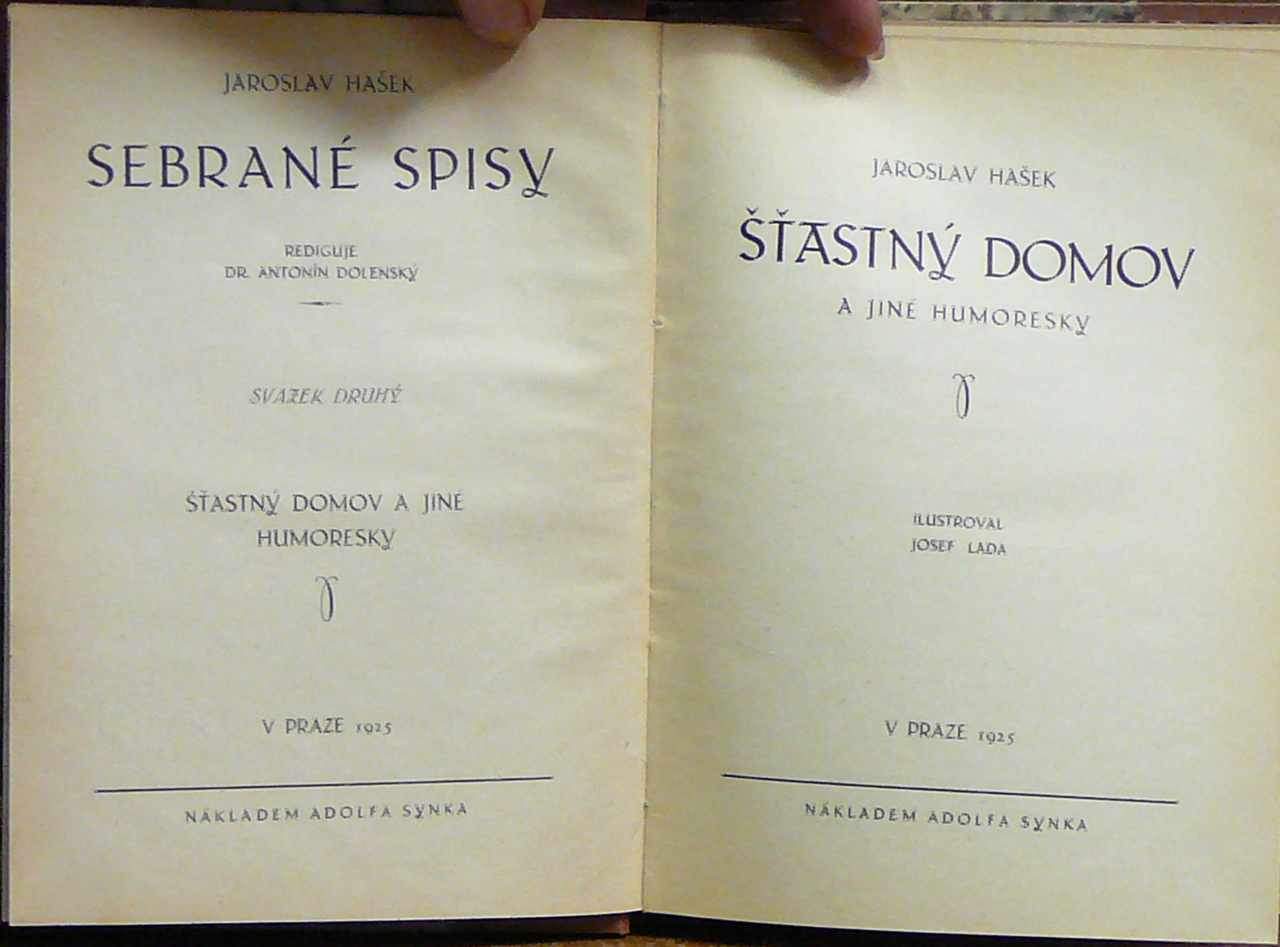 JAROSLAV HAŠEK
SEBRANÉ SPISY
REDIGUJE
DR. ANTONÍN DOLENSKÝ
SVAZEK DRUHÝ
ŠŤASTNÝ DOMOV A JINÉ
HUMORESKY
V PRAZE 1925
NÁKLADEM ADOLFA SYNKA
JAROSLAV HAŠEK
ŠŤASTNÝ DOMOV
A JINÉ HUMORESKY
ILUSTROVAL
JOSEF LADA
V PRAZE 1925
NÁKLADEM ADOLFA SYNKA